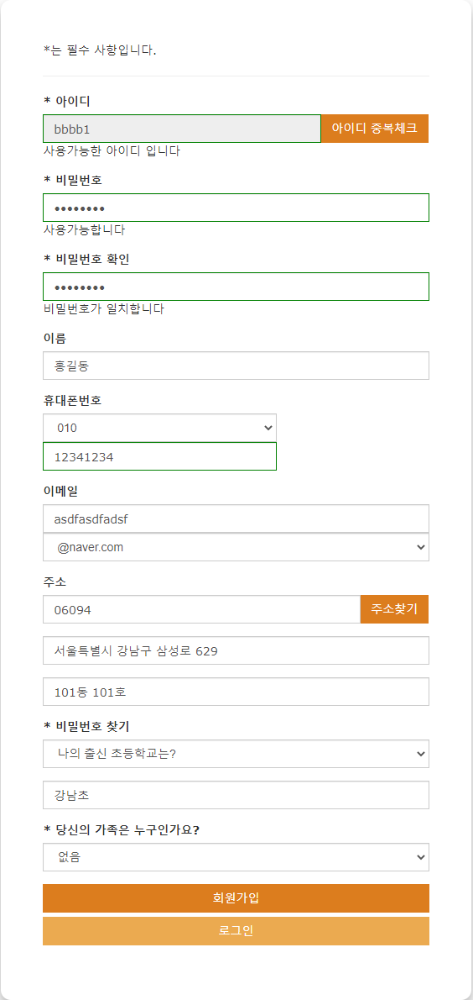 *는 필수 사항입니다.
* 아이디
bbbb1 아이디 중복체크
사용가능한 아이디 입니다
* 비밀번호
●●●●●●●●
사용가능합니다
* 비밀번호 확인
●●●●●●●●
비밀번호가 일치합니다
이름
홍길동
휴대폰번호
010
12341234
이메일
asdfasdfadsf
@naver.com
주소
06094 주소찾기
서울특별시 강남구 삼성로 629
101동 101호
* 비밀번호 찾기
나의 출신 초등학교는?
강남초
* 당신의 가족은 누구인가요?
없음
회원가입
로그인